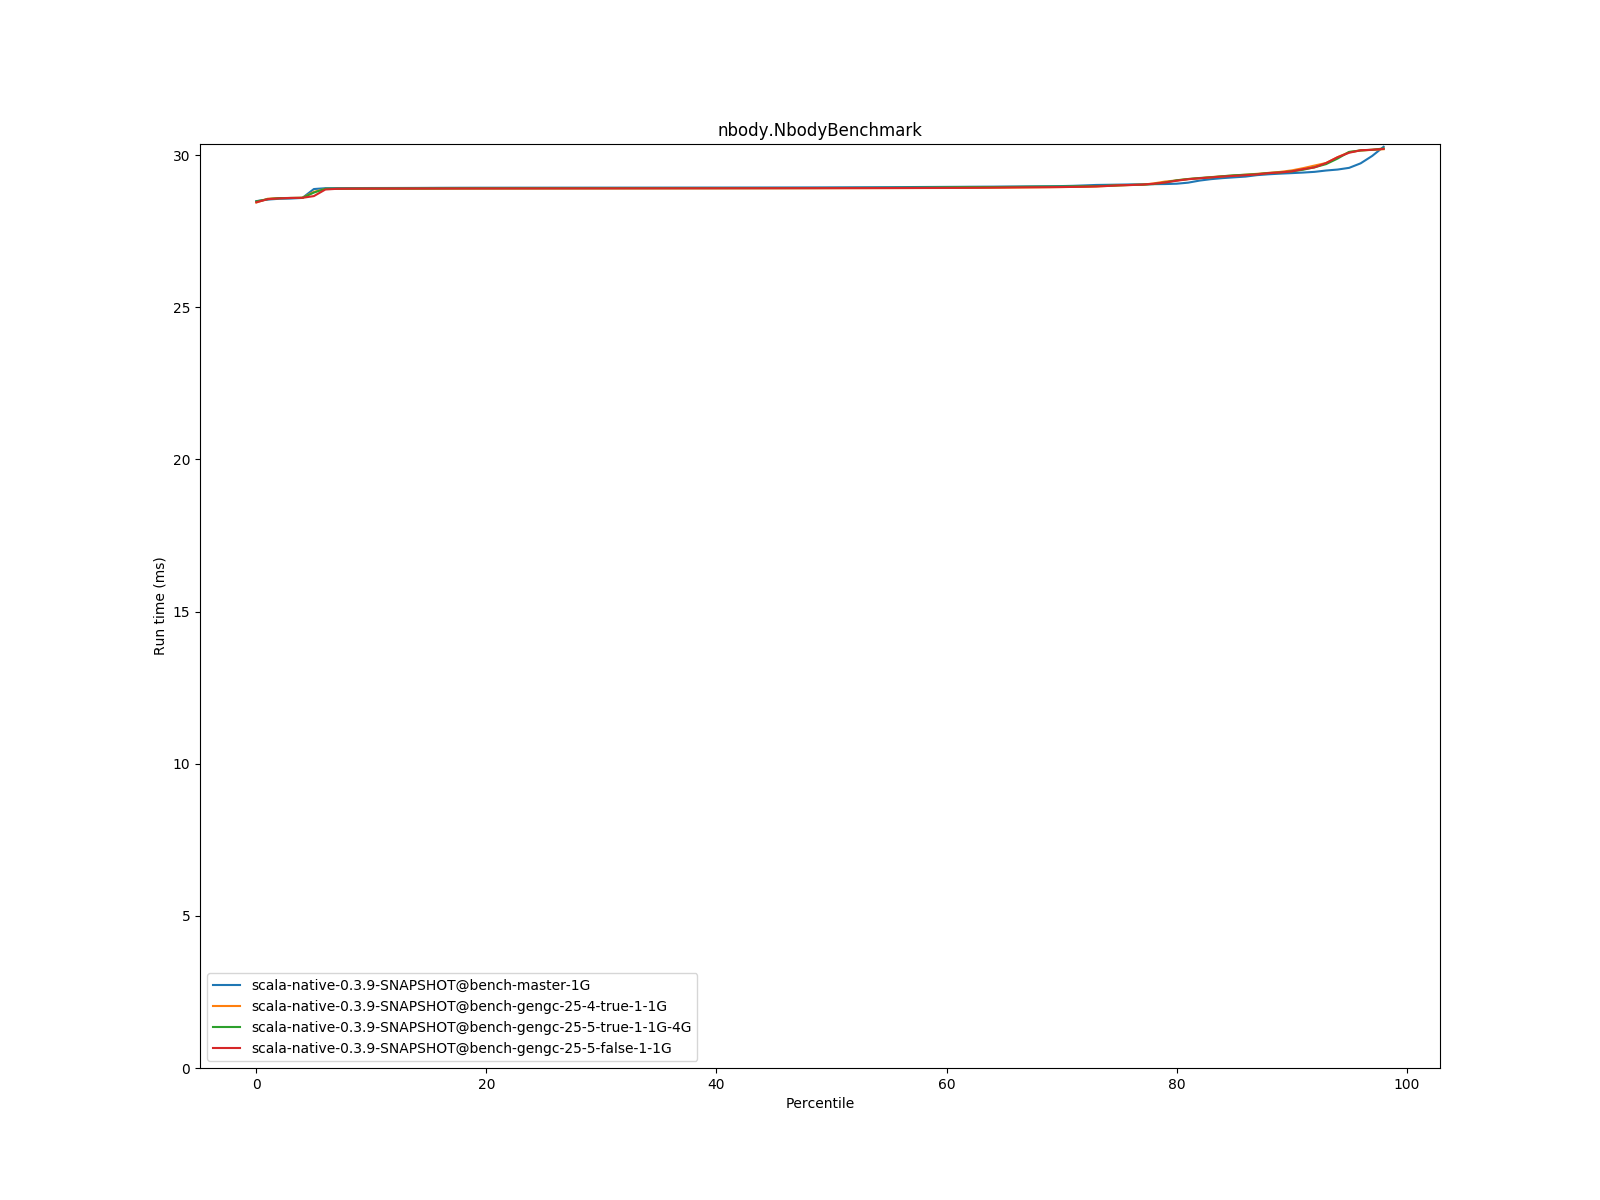 nbody.NbodyBenchmark
30
25
20
15
10
5
0
Run time (ms)
scala-native-0.3.9-SNAPSHOT@bench-master-1G
scala-native-0.3.9-SNAPSHOT@bench-gengc-25-4-true-1-1G
scala-native-0.3.9-SNAPSHOT@bench-gengc-25-5-true-1-1G-4G
scala-native-0.3.9-SNAPSHOT@bench-gengc-25-5-false-1-1G
0 20 40 60 80 100
Percentile